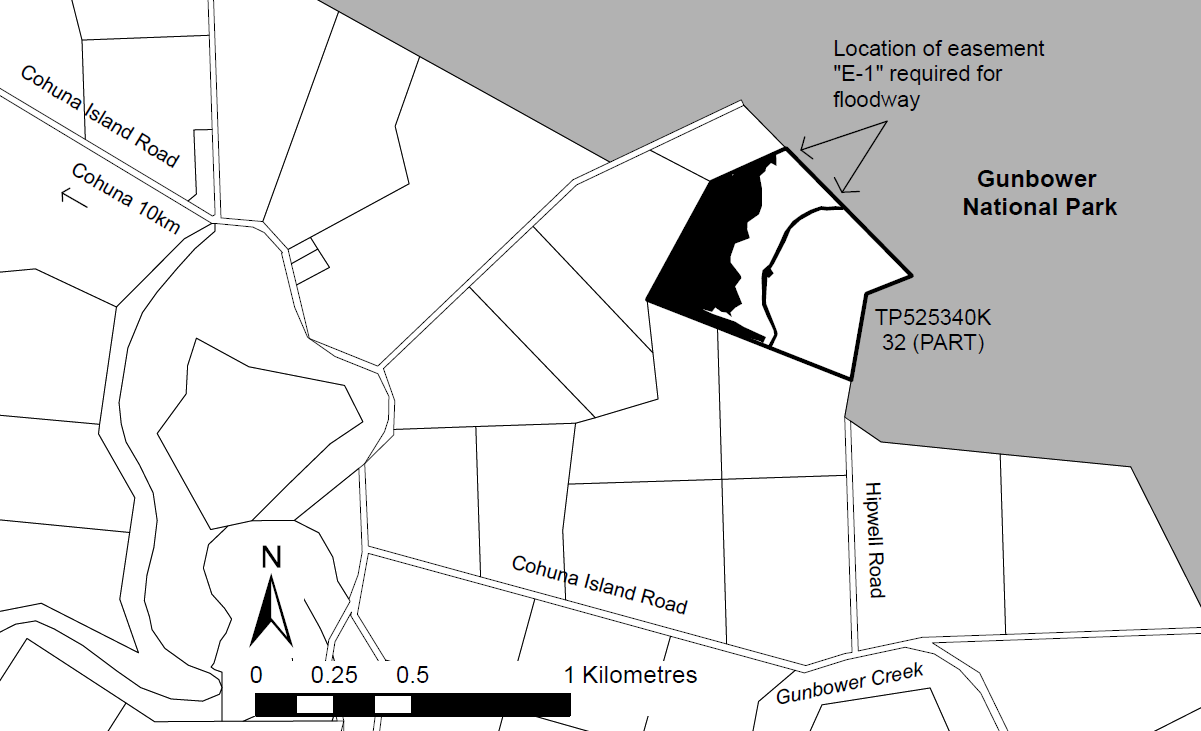 Location of easement
"E-1" required for
floodway
Cohuna Island Road
Cohuna 10km
Gunbower
National Park
TP525340K
32 (PART)
Hipwell Road
Cohuna Island Road
N
0 0.25 0.5 1 Kilometres
Gunbower Creek